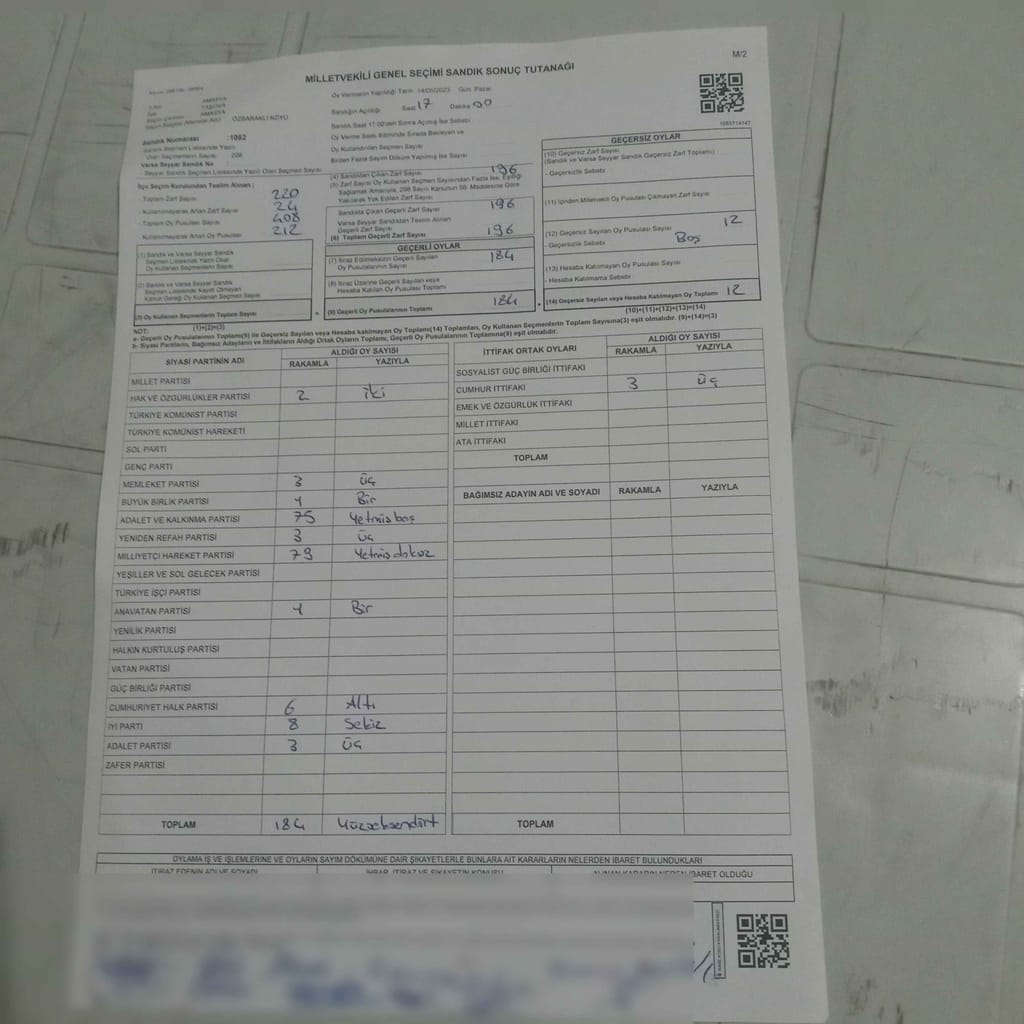 M/2
MİLLETVEKİLİ GENEL SEÇİMİ SANDIK SONUÇ TUTANAĞI
Oy Vermenin Yapıldığı Tarih 14/05/2023 Gün: Pazar
AMASYA
TAŞOVA
AMASYA
ÖZBARAKLI KÖYÜ
Sandığın Açıldığı Saat 17 Dakika 00
Sandık Saat 17:00'den Sonra Açılmış İse Sebebi
Sandık Numarası :1082
Sandık Seçmen Listesinde Yazılı
Olan Seçmenlerin Sayısı 208
Varsa Seyyar Sandık No
Seyyar Sandık Seçmen Listesinde Yazılı Olan Seçmen Sayısı
Oy Verme Saati Bitiminde Sırada Bekleyen ve
Oy Kullandırılan Seçmen Sayısı
Birden Fazla Sayım Döküm Yapılmış İse Sayısı
İlçe Seçim Kurulundan Teslim Alınan :
- Toplam Zarf Sayısı 220
- Kullanılmayarak Artan Zarf Sayısı 24
- Toplam Oy Pusulası Sayısı 408
- Kullanılmayarak Artan Oy Pusulası 212
(1) Sandık ve Varsa Seyyar Sandık
Seçmen Listesinde Yazılı Olup
Oy Kullanan Seçmenlerin Sayısı
(2) Sandık ve Varsa Seyyar Sandık
Seçmen Listesinde Kayıtlı Olmayan
Kanun Gereği Oy Kullanan Seçmen Sayısı
(3) Oy Kullanan Seçmenlerin Toplam Sayısı
(1)+(2)=(3)
(4) Sandıktan Çıkan Zarf Sayısı 196
(5) Zarf Sayısı Oy Kullanan Seçmen Sayısından Fazla İse, Eşitliği
Sağlamak Amacıyla, 298 Sayılı Kanunun 98. Maddesine Göre
Yakılarak Yok Edilen Zarf Sayısı
Sandıkta Çıkan Geçerli Zarf Sayısı 196
Varsa Seyyar Sandıktan Teslim Alınan
Geçerli Zarf Sayısı
(6) Toplam Geçerli Zarf Sayısı 196
GEÇERLİ OYLAR
(7) İtiraz Edilmeksizin Geçerli Sayılan
Oy Pusulalarının Sayısı 184
(8) İtiraz Üzerine Geçerli Sayılan veya
Hesaba Katılan Oy Pusulası Toplamı
(9) Geçerli Oy Pusulalarının Toplamı 184
GEÇERSİZ OYLAR
(10) Geçersiz Zarf Sayısı
(Sandık ve Varsa Seyyar Sandık Geçersiz Zarf Toplamı)
- Geçersizlik Sebebi
(11) İçinden Milletvekili Oy Pusulası Çıkmayan Zarf Sayısı
(12) Geçersiz Sayılan Oy Pusulası Sayısı 12
- Geçersizlik Sebebi Boş
(13) Hesaba Katılmayan Oy Pusulası Sayısı
- Hesaba Katılmama Sebebi
(14) Geçersiz Sayılan veya Hesaba Katılmayan Oy Toplamı 12
(10)+(11)+(12)+(13)=(14)
NOT:
a- Geçerli Oy Pusulalarının Toplamı(9) ile Geçersiz Sayılan veya Hesaba katılmayan Oy Toplamı(14) Toplamları, Oy Kullanan Seçmenlerin Toplam Sayısına(3) eşit olmalıdır. (9)+(14)=(3)
b- Siyasi Partilerin, Bağımsız Adayların ve İttifakların Aldığı Ortak Oyların Toplamı, Geçerli Oy Pusulalarının Toplamına(9) eşit olmalıdır.
SİYASİ PARTİNİN ADI ALDIĞI OY SAYISI
RAKAMLA YAZIYLA
MİLLET PARTİSİ
HAK VE ÖZGÜRLÜKLER PARTİSİ 2 iki
TÜRKİYE KOMÜNİST PARTİSİ
TÜRKİYE KOMÜNİST HAREKETİ
SOL PARTİ
GENÇ PARTİ
MEMLEKET PARTİSİ 3 Üç
BÜYÜK BİRLİK PARTİSİ 1 Bir
ADALET VE KALKINMA PARTİSİ 75 Yetmişbeş
YENİDEN REFAH PARTİSİ 3 Üç
MİLLİYETÇİ HAREKET PARTİSİ 79 Yetmişdokuz
YEŞİLLER VE SOL GELECEK PARTİSİ
TÜRKİYE İŞÇİ PARTİSİ
ANAVATAN PARTİSİ 1 Bir
YENİLİK PARTİSİ
HALKIN KURTULUŞ PARTİSİ
VATAN PARTİSİ
GÜÇ BİRLİĞİ PARTİSİ
CUMHURİYET HALK PARTİSİ 6 Altı
İYİ PARTİ 8 Sekiz
ADALET PARTİSİ 3 Üç
ZAFER PARTİSİ
TOPLAM 184 Yüzseksendört
İTTİFAK ORTAK OYLARI ALDIĞI OY SAYISI
RAKAMLA YAZIYLA
SOSYALİST GÜÇ BİRLİĞİ İTTİFAKI
CUMHUR İTTİFAKI 3 Üç
EMEK VE ÖZGÜRLÜK İTTİFAKI
MİLLET İTTİFAKI
ATA İTTİFAKI
TOPLAM
BAĞIMSIZ ADAYIN ADI VE SOYADI RAKAMLA YAZIYLA
TOPLAM
OYLAMA İŞ VE İŞLEMLERİNE VE OYLARIN SAYIM DÖKÜMÜNE DAİR ŞİKAYETLERLE BUNLARA AİT KARARLARIN NELERDEN İBARET BULUNDUKLARI
İTİRAZ EDENİN ADI VE SOYADI İHBAR, İTİRAZ VE ŞİKAYETİN KONUSU ALINAN KARARIN NEDEN İBARET OLDUĞU